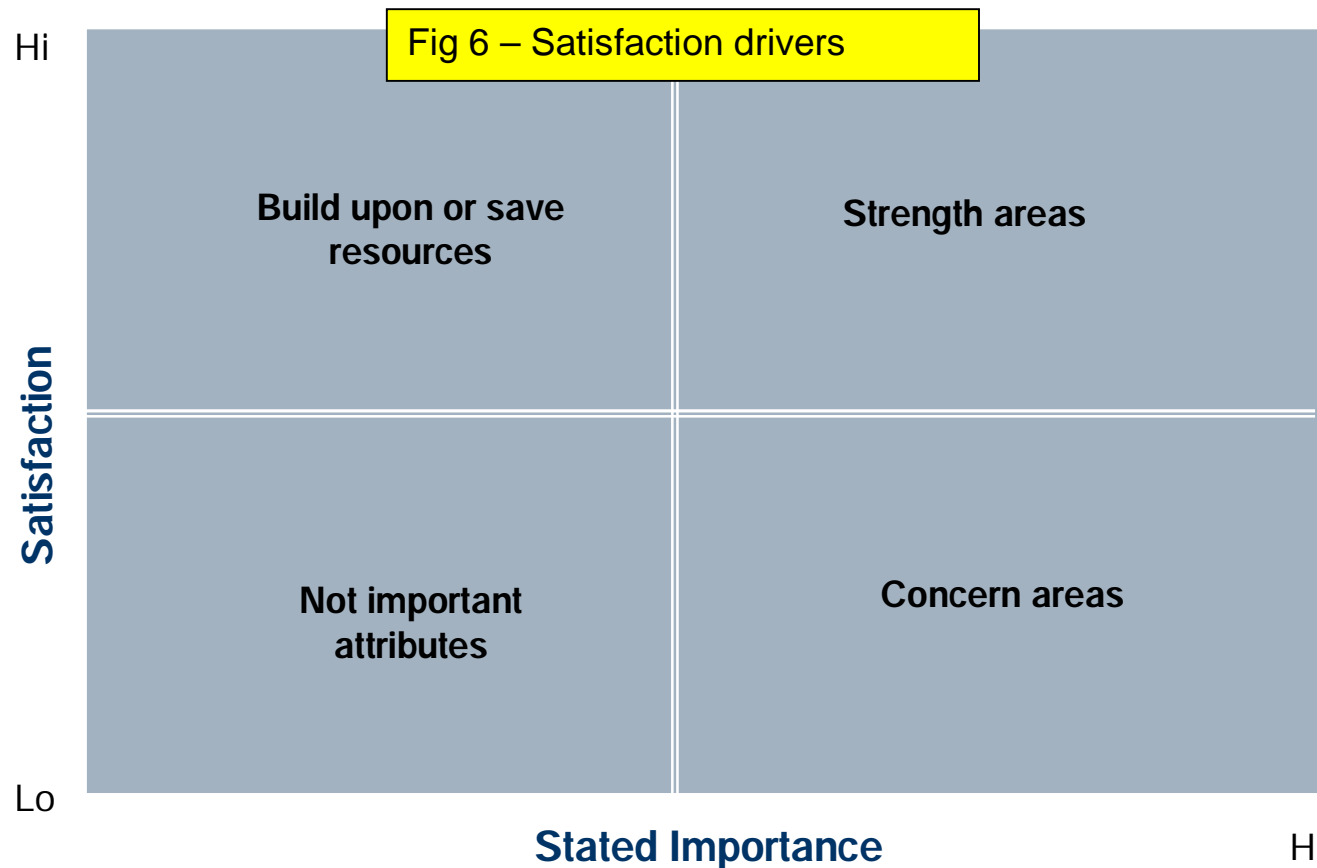 Hi
Fig 6 – Satisfaction drivers
Build upon or save
resources
Strength areas
Satisfaction
Not important
attributes
Concern areas
Lo
Stated Importance
H